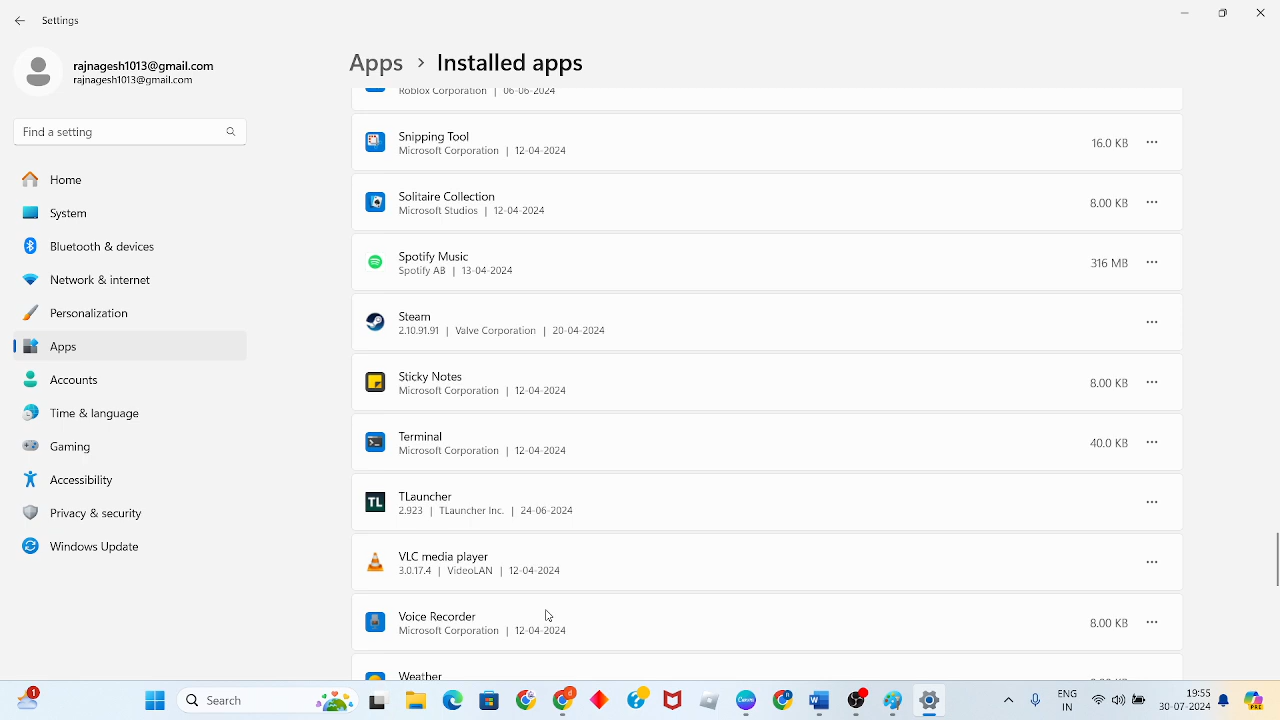 Settings
rajnagesh1013@gmail.com
rajnagesh1013@gmail.com
Find a setting
Home
System
Bluetooth & devices
Network & internet
Personalization
Apps
Accounts
Time & language
Gaming
Accessibility
Privacy & security
Windows Update
Apps > Installed apps
Roblox Corporation | 06-06-2024
Snipping Tool
Microsoft Corporation | 12-04-2024
16.0 KB
Solitaire Collection
Microsoft Studios | 12-04-2024
8.00 KB
Spotify Music
Spotify AB | 13-04-2024
316 MB
Steam
2.10.91.91 | Valve Corporation | 20-04-2024
Sticky Notes
Microsoft Corporation | 12-04-2024
8.00 KB
Terminal
Microsoft Corporation | 12-04-2024
40.0 KB
TL
TLauncher
2.923 | TLauncher Inc. | 24-06-2024
VLC media player
3.0.17.4 | VideoLAN | 12-04-2024
Voice Recorder
Microsoft Corporation | 12-04-2024
8.00 KB
Weather
1
Search
ENG
IN
19:55
30-07-2024
PRE